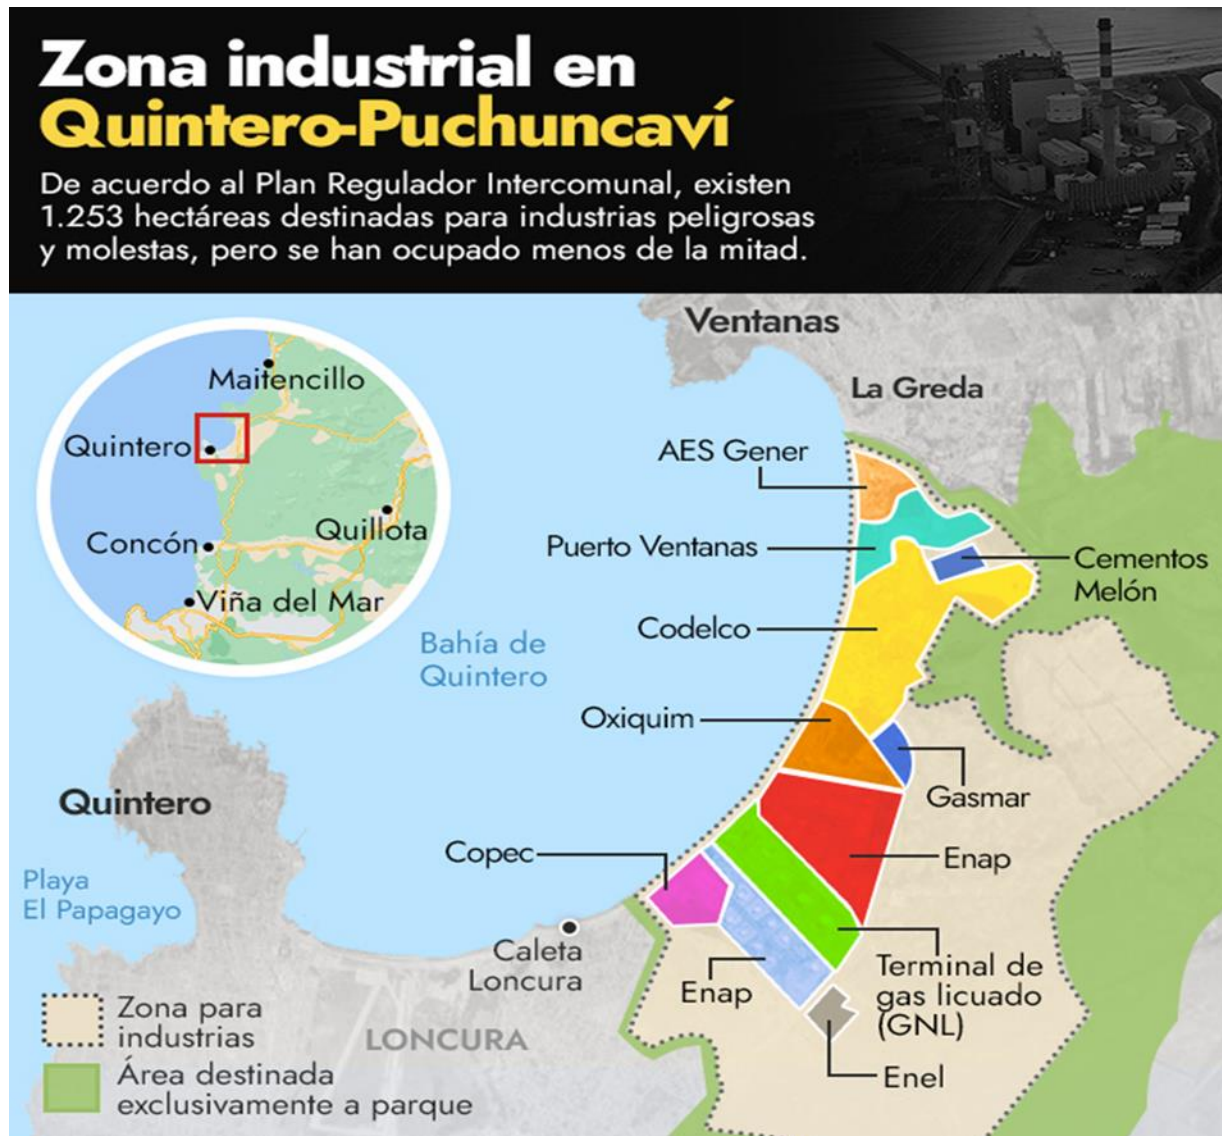 Zona industrial en
Quintero-Puchuncaví
De acuerdo al Plan Regulador Intercomunal, existen
1.253 hectáreas destinadas para industrias peligrosas
y molestas, pero se han ocupado menos de la mitad.
Ventanas
La Greda
Maitencillo
Quintero
Quillota
Concón
Viña del Mar
AES Gener
Puerto Ventanas
Cementos
Melón
Codelco
Bahía de
Quintero
Oxiquim
Gasmar
Quintero
Copec
Enap
Playa
El Papagayo
Caleta
Loncura
Enap
Terminal de
gas licuado
(GNL)
Enel
LONCURA
Zona para
industrias
Área destinada
exclusivamente a parque